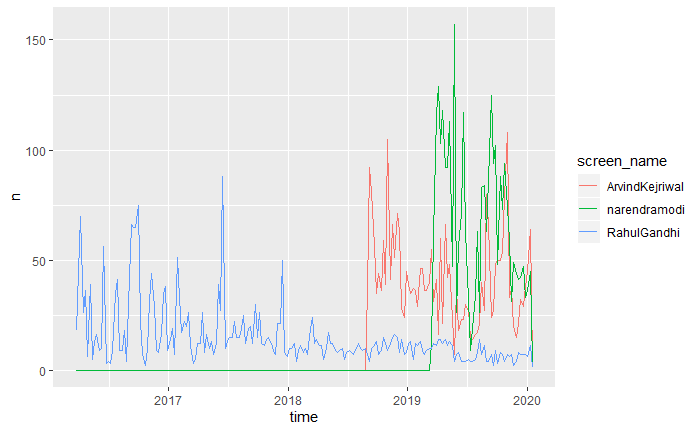 150
100
50
0
n
2017
2018
2019
2020
time
screen_name
ArvindKejriwal
narendramodi
RahulGandhi